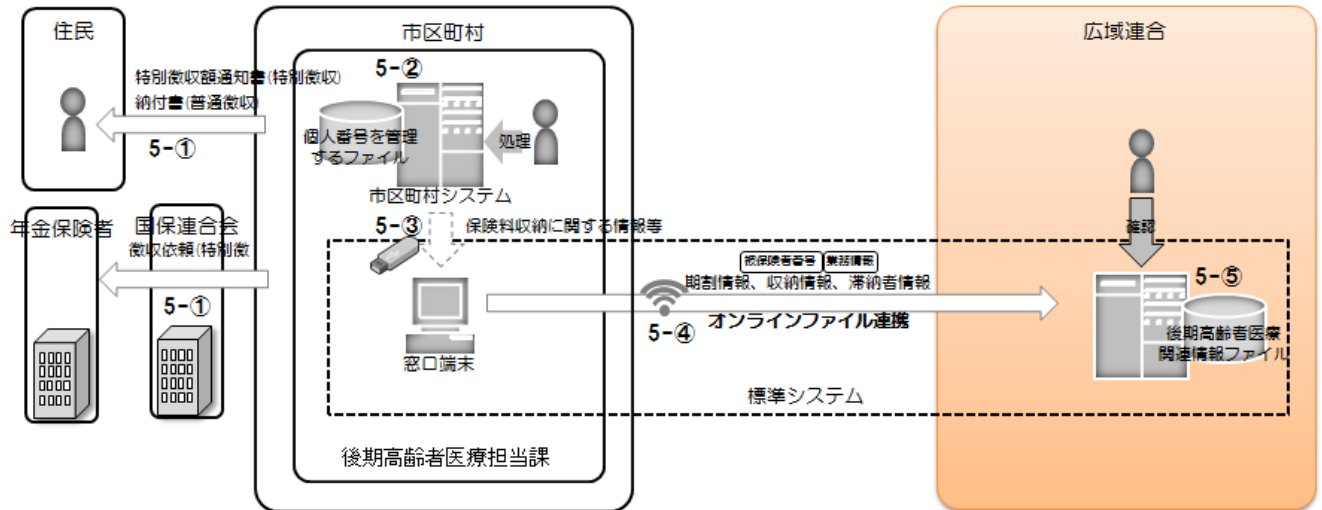 住民
特別徴収額通知書(特別徴収)
納付書(普通徴収)
5-①
年金保険者
国保連合会
徴収依頼(特別徴
5-①
市区町村
5-②
個人番号を管理
するファイル
処理
市区町村システム
5-③
保険料収納に関する情報等
窓口端末
後期高齢者医療担当課
被保険者番号 業務情報
期割情報、収納情報、滞納者情報
5-④
オンラインファイル連携
標準システム
広域連合
確認
5-⑤
後期高齢者医療
関連情報ファイル